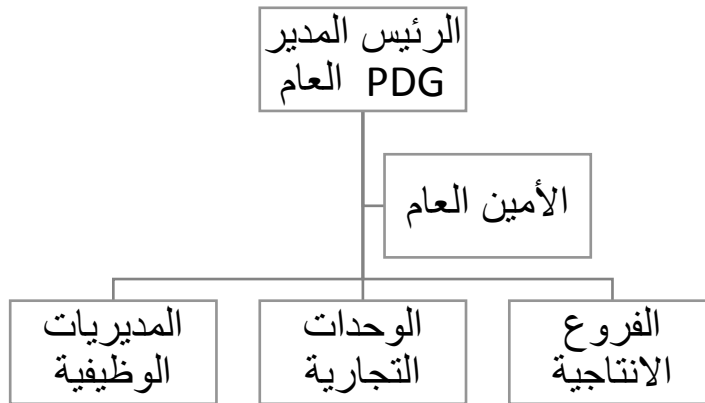 الرئيس المدير
العام PDG
الأمين العام
الفروع
الانتاجية
الوحدات
التجارية
المديريات
الوظيفية